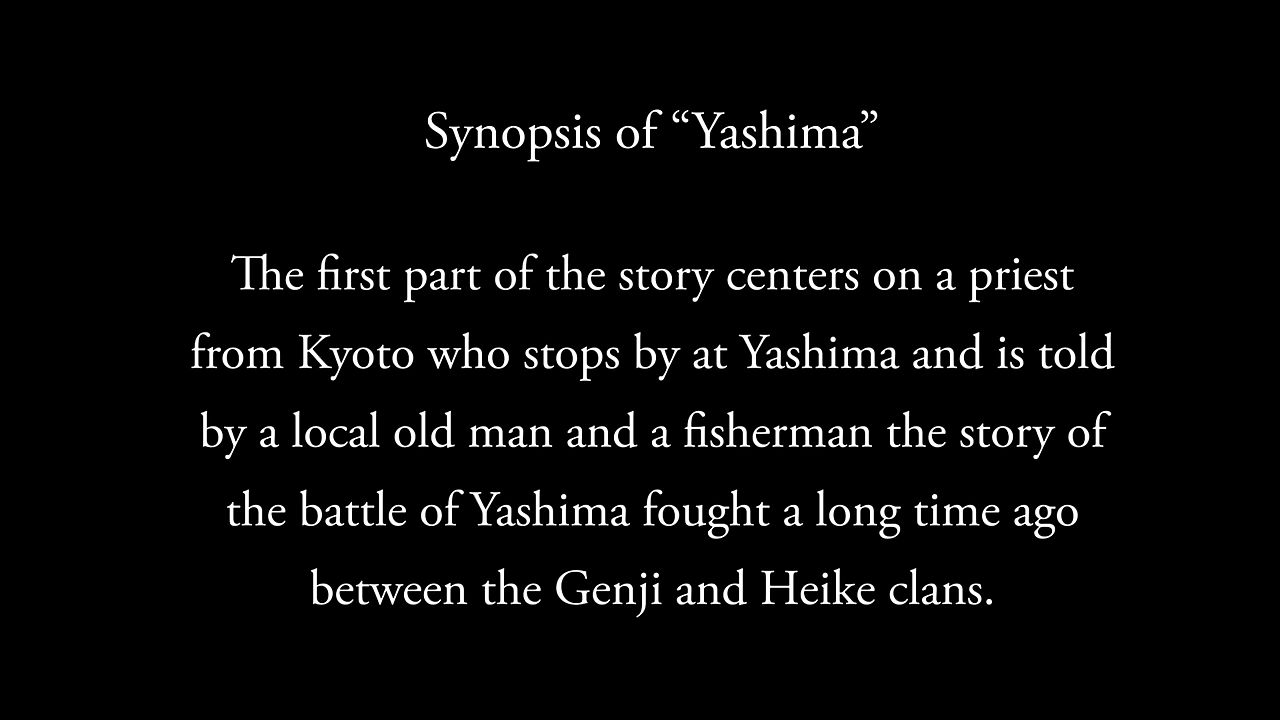 Synopsis of “Yashima”
The first part of the story centers on a priest
from Kyoto who stops by at Yashima and is told
by a local old man and a fisherman the story of
the battle of Yashima fought a long time ago
between the Genji and Heike clans.